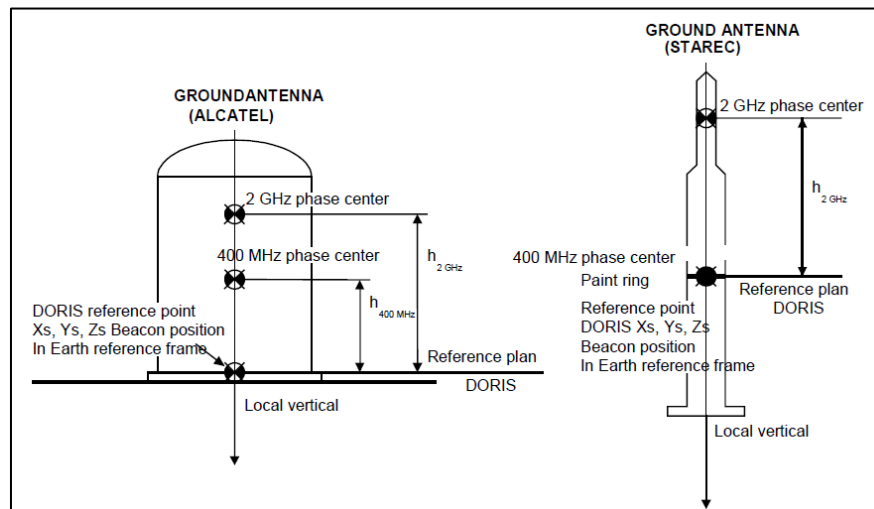 GROUNDANTENNA
(ALCATEL)
2 GHz phase center
400 MHz phase center
h
2 GHz
h
400 MHz
DORIS reference point
Xs, Ys, Zs Beacon position
In Earth reference frame
Reference plan
DORIS
Local vertical
GROUND ANTENNA
(STAREC)
2 GHz phase center
h
2 GHz
400 MHz phase center
Paint ring
Reference plan
DORIS
Reference point
DORIS Xs, Ys, Zs
Beacon position
In Earth reference frame
Local vertical